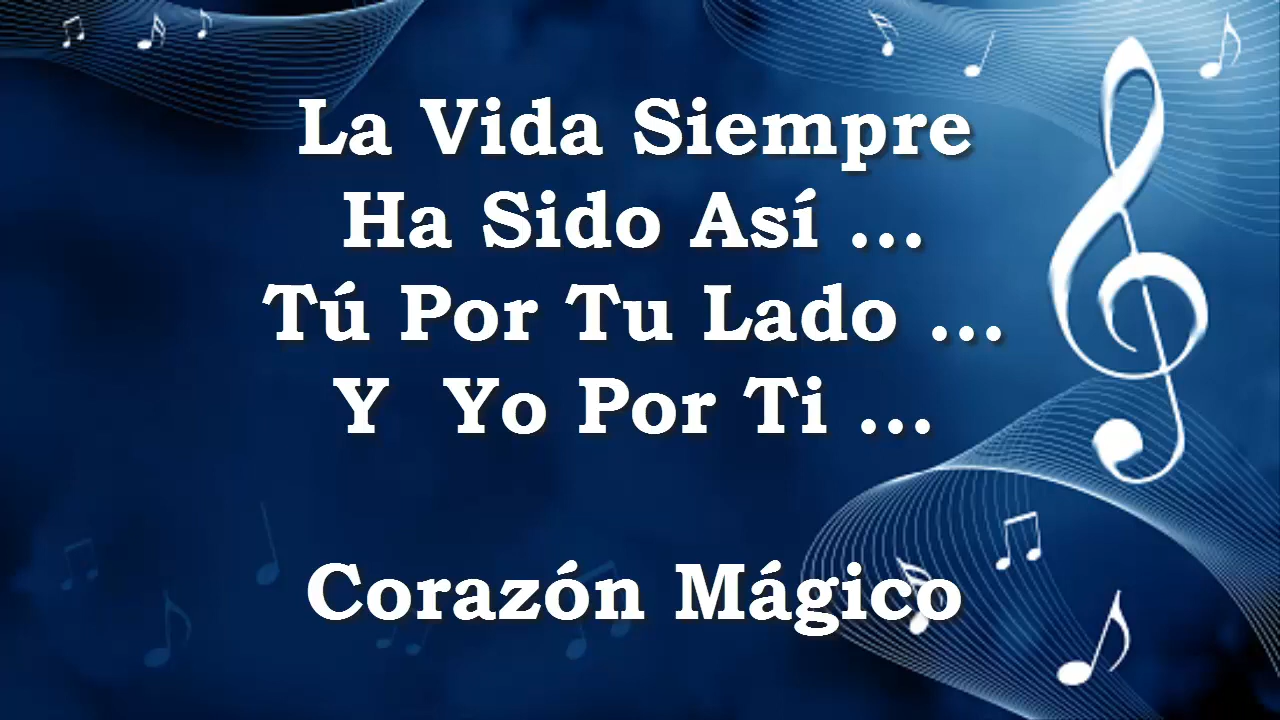 La Vida Siempre
Ha Sido Así ...
Tú Por Tu Lado ...
Y  Yo Por Ti ...
Corazón Mágico